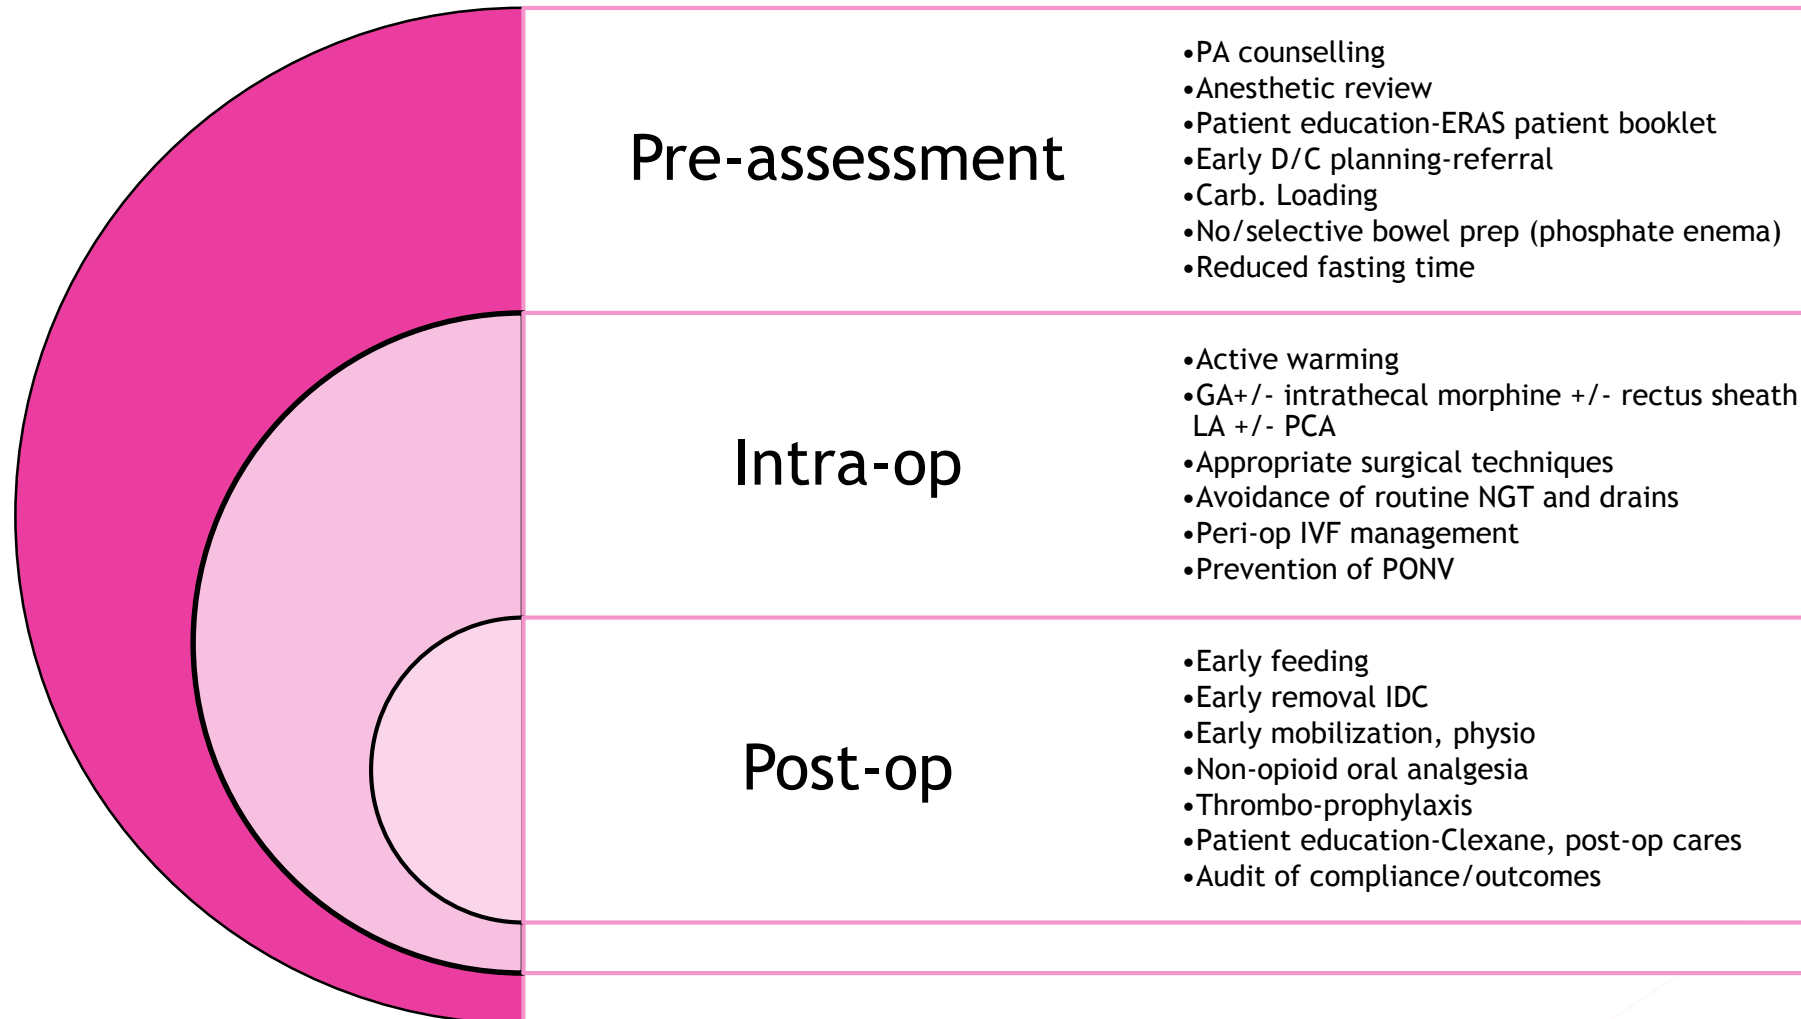 Pre-assessment
•PA counselling
•Anesthetic review
•Patient education-ERAS patient booklet
•Early D/C planning-referral
•Carb. Loading
•No/selective bowel prep (phosphate enema)
•Reduced fasting time
Intra-op
•Active warming
•GA+/- intrathecal morphine +/- rectus sheath
LA +/- PCA
•Appropriate surgical techniques
•Avoidance of routine NGT and drains
•Peri-op IVF management
•Prevention of PONV
Post-op
•Early feeding
•Early removal IDC
•Early mobilization, physio
•Non-opioid oral analgesia
•Thrombo-prophylaxis
•Patient education-Clexane, post-op cares
•Audit of compliance/outcomes